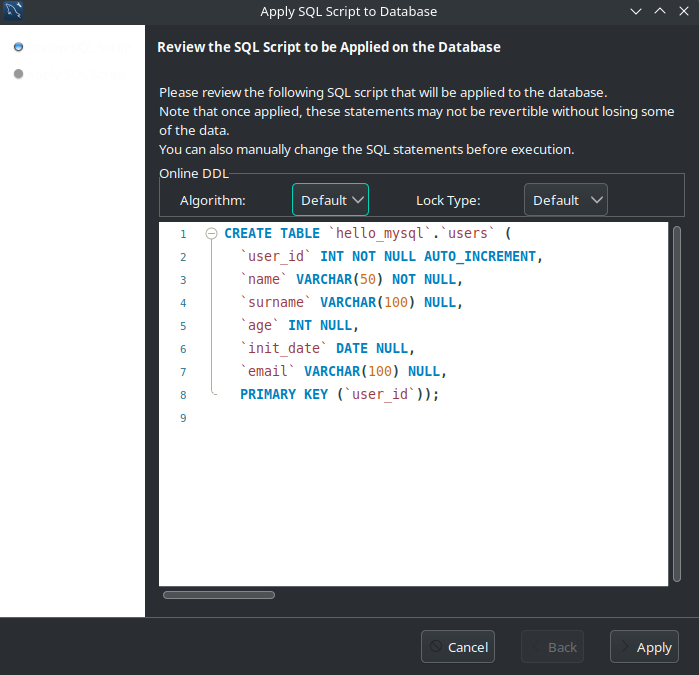 Apply SQL Script to Database
Review the SQL Script to be Applied on the Database
Please review the following SQL script that will be applied to the database.
Note that once applied, these statements may not be revertible without losing some
of the data.
You can also manually change the SQL statements before execution.
Online DDL
Algorithm: Default Lock Type: Default
1 CREATE TABLE `hello_mysql`.`users` (
2 `user_id` INT NOT NULL AUTO_INCREMENT,
3 `name` VARCHAR(50) NOT NULL,
4 `surname` VARCHAR(100) NULL,
5 `age` INT NULL,
6 `init_date` DATE NULL,
7 `email` VARCHAR(100) NULL,
8 PRIMARY KEY (`user_id`));
9
Cancel Back Apply